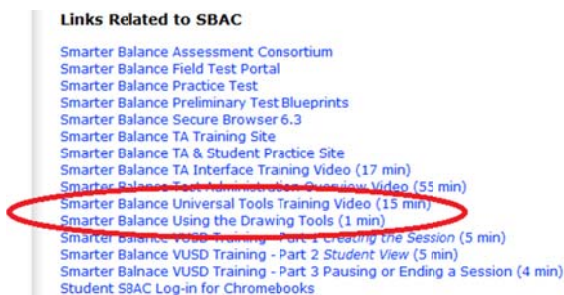 Links Related to SBAC
Smarter Balance Assessment Consortium
Smarter Balance Field Test Portal
Smarter Balance Practice Test
Smarter Balance Preliminary Test Blueprints
Smarter Balance Secure Browser 6.3
Smarter Balance TA Training Site
Smarter Balance TA & Student Practice Site
Smarter Balance TA Interface Training Video (17 min)
Smarter Balance Test Administration Overview Video (55 min)
Smarter Balance Universal Tools Training Video (15 min)
Smarter Balance Using the Drawing Tools (1 min)
Smarter Balance VUSD Training - Part 1 Creating the Session (5 min)
Smarter Balance VUSD Training - Part 2 Student View (5 min)
Smarter Balnace VUSD Training - Part 3 Pausing or Ending a Session (4 min)
Student SBAC Log-in for Chromebooks